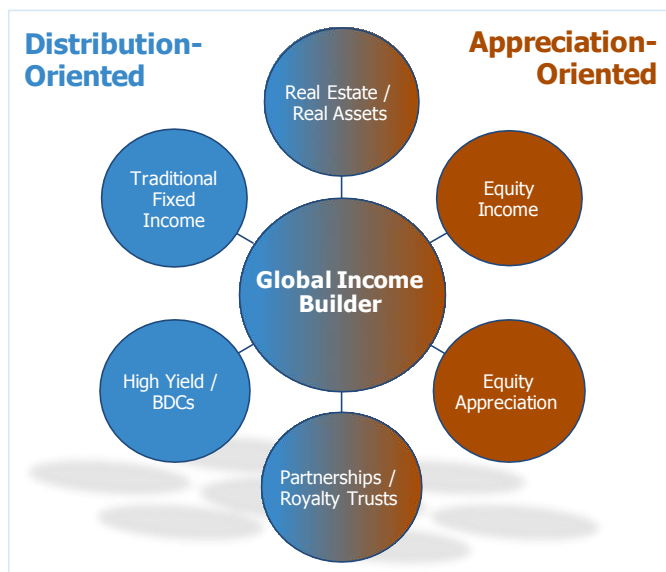 Distribution-
Oriented
Appreciation-
Oriented
Real Estate /
Real Assets
Traditional
Fixed
Income
Equity
Income
Global Income
Builder
High Yield /
BDCs
Equity
Appreciation
Partnerships /
Royalty Trusts